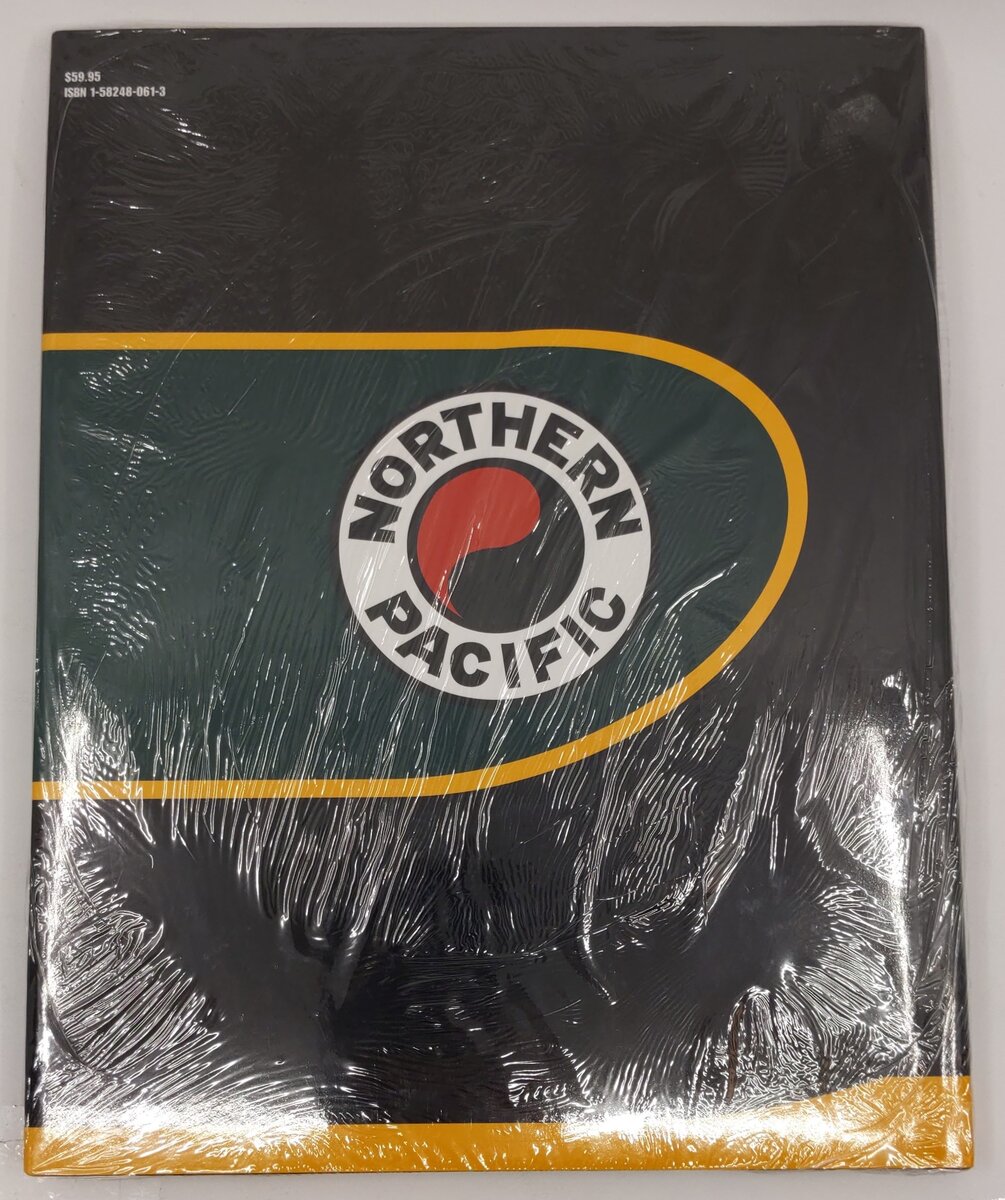 $59.95
ISBN 1-58248-061-3
NORTHERN
PACIFIC